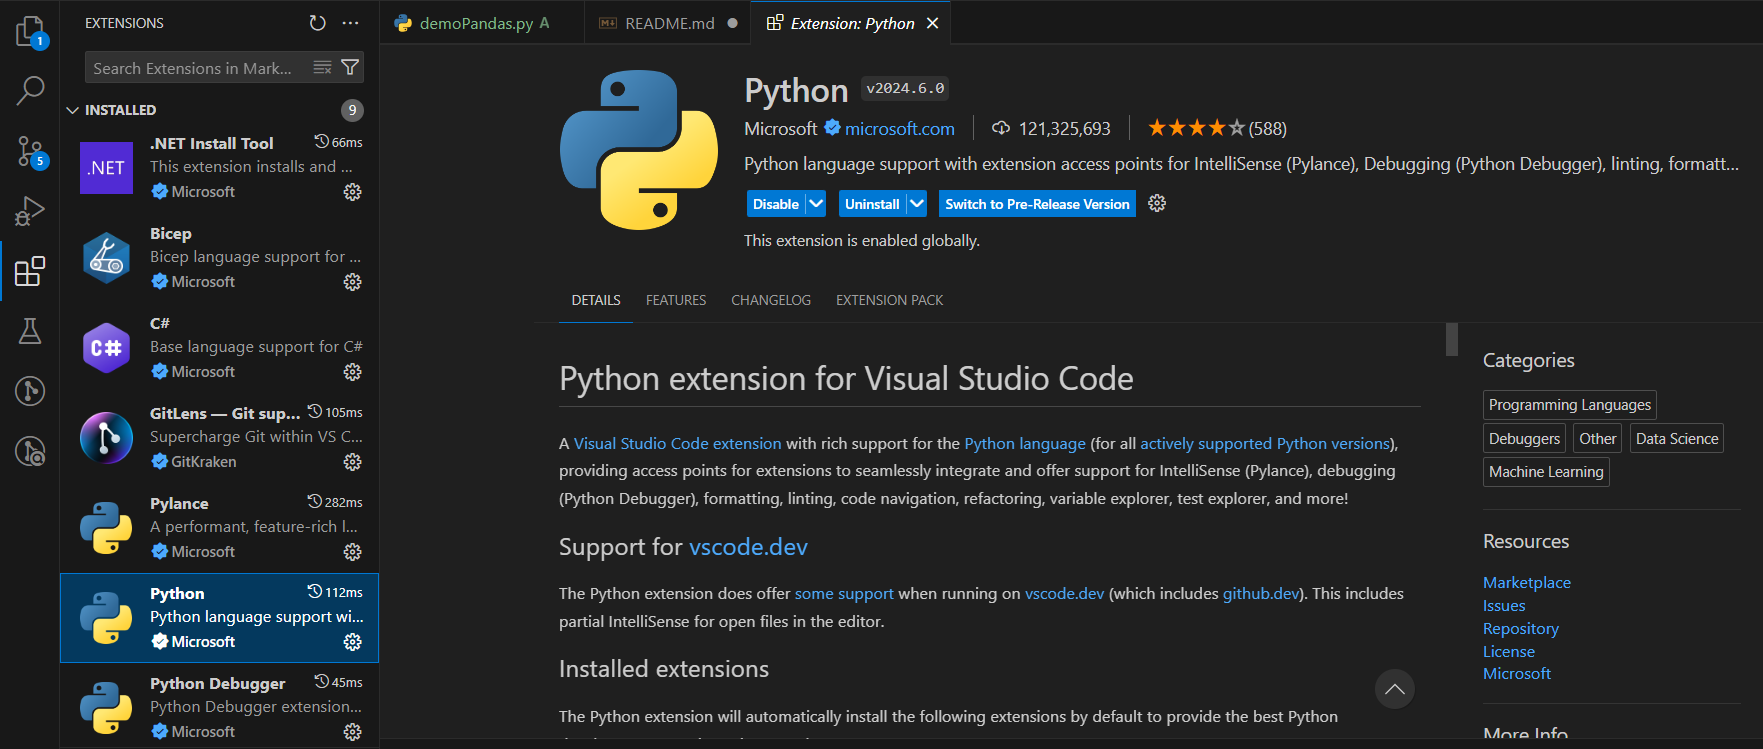 EXTENSIONS
Search Extensions in Mark...
INSTALLED
9
1
5
.NET
.NET Install Tool
66ms
This extension installs and ...
Microsoft
Bicep
Bicep language support for ...
Microsoft
C#
C#
Base language support for C#
Microsoft
GitLens — Git sup...
105ms
Supercharge Git within VS C...
GitKraken
Pylance
282ms
A performant, feature-rich l...
Microsoft
Python
112ms
Python language support wi...
Microsoft
Python Debugger
45ms
Python Debugger extension...
Microsoft
demoPandas.py A
README.md
Extension: Python
Python v2024.6.0
Microsoft microsoft.com 121,325,693 (588)
Python language support with extension access points for IntelliSense (Pylance), Debugging (Python Debugger), linting, formatt...
Disable Uninstall Switch to Pre-Release Version
This extension is enabled globally.
DETAILS FEATURES CHANGELOG EXTENSION PACK
Python extension for Visual Studio Code
A Visual Studio Code extension with rich support for the Python language (for all actively supported Python versions),
providing access points for extensions to seamlessly integrate and offer support for IntelliSense (Pylance), debugging
(Python Debugger), formatting, linting, code navigation, refactoring, variable explorer, test explorer, and more!
Support for vscode.dev
The Python extension does offer some support when running on vscode.dev (which includes github.dev). This includes
partial IntelliSense for open files in the editor.
Installed extensions
The Python extension will automatically install the following extensions by default to provide the best Python
Categories
Programming Languages
Debuggers Other Data Science
Machine Learning
Resources
Marketplace
Issues
Repository
License
Microsoft
More Info